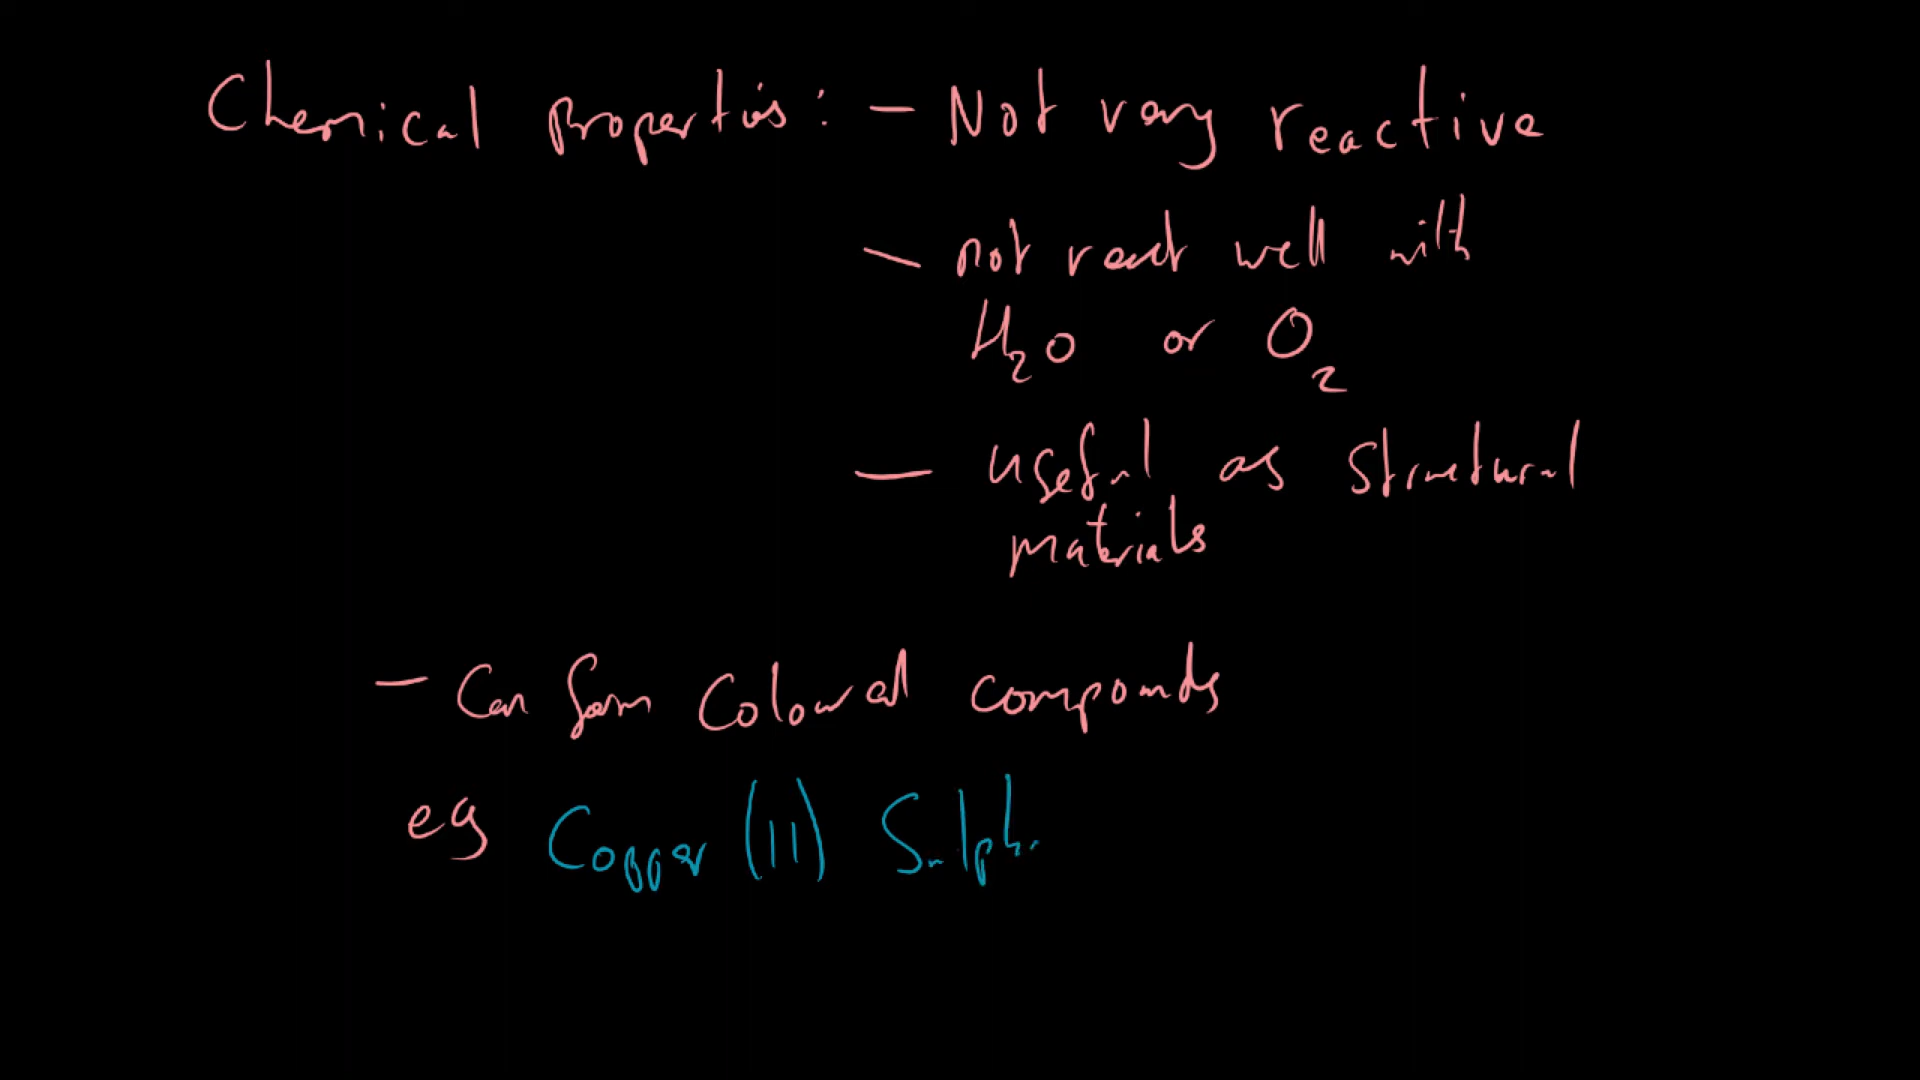 Chemical Properties: - Not very reactive
- not react well with
H₂O or O₂
- useful as structural
materials
- Can form Coloured compounds
eg Copper (II) Sulph